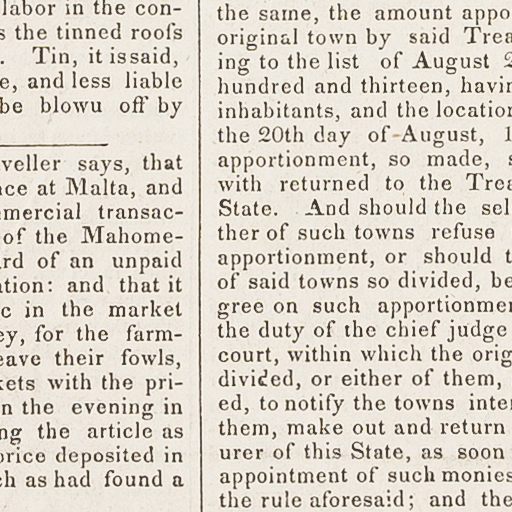 labor in the con-
s the tinned roofs
. Tin, it is said,
e, and less liable
be blowu off by
veller says, that
ce at Malta, and
mercial transac-
of the Mahome-
rd of an unpaid
ation: and that it
c in the market
ey, for the farm-
eave their fowls,
kets with the pri-
n the evening in
ng the article as
price deposited in
ch as had found a
the same, the amount appo
original town by said Trea
ing to the list of August 2
hundred and thirteen, havin
inhabitants, and the location
the 20th day of August, 1
apportionment, so made, s
with returned to the Trea
State. And should the sel
ther of such towns refuse
apportionment, or should t
of said towns so divided, be
gree on such apportionmen
the duty of the chief judge
court, within which the orig
divided, or either of them,
ed, to notify the towns inter
them, make out and return
urer of this State, as soon
appointment of such monies
the rule aforesaid; and the